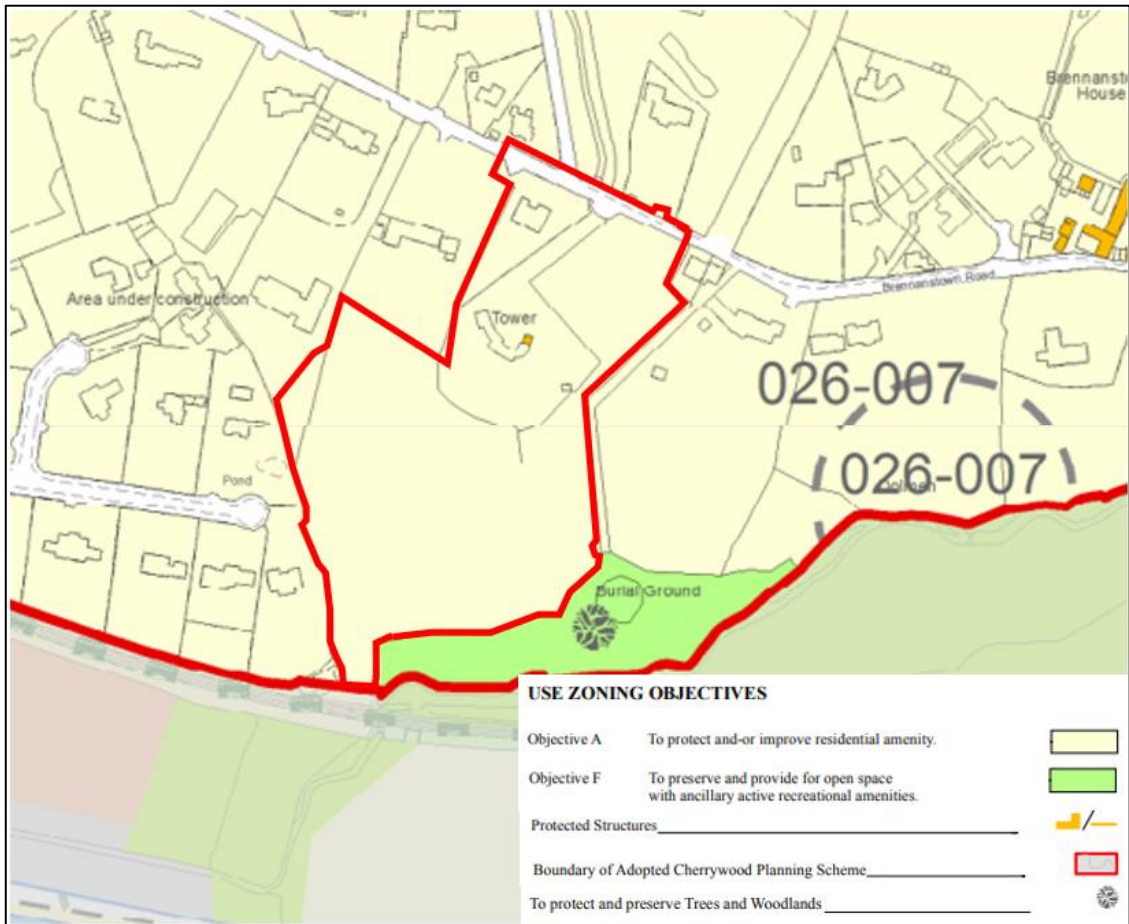 Brennansto
House
Area under construction
Tower
Brennanstown Road
026-007
026-007
Dolmen
Pond
Burial Ground
USE ZONING OBJECTIVES
Objective A To protect and-or improve residential amenity.
Objective F To preserve and provide for open space
with ancillary active recreational amenities.
Protected Structures
Boundary of Adopted Cherrywood Planning Scheme
To protect and preserve Trees and Woodlands